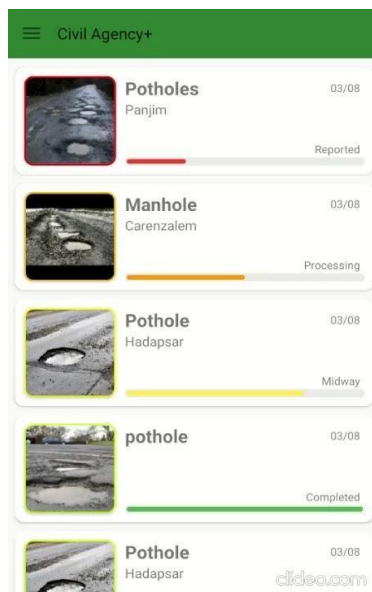 Civil Agency+
Potholes
03/08
Panjim
Reported
Manhole
03/08
Carenzalem
Processing
Pothole
03/08
Hadapsar
Midway
pothole
03/08
Completed
Pothole
03/08
Hadapsar
clideo.com